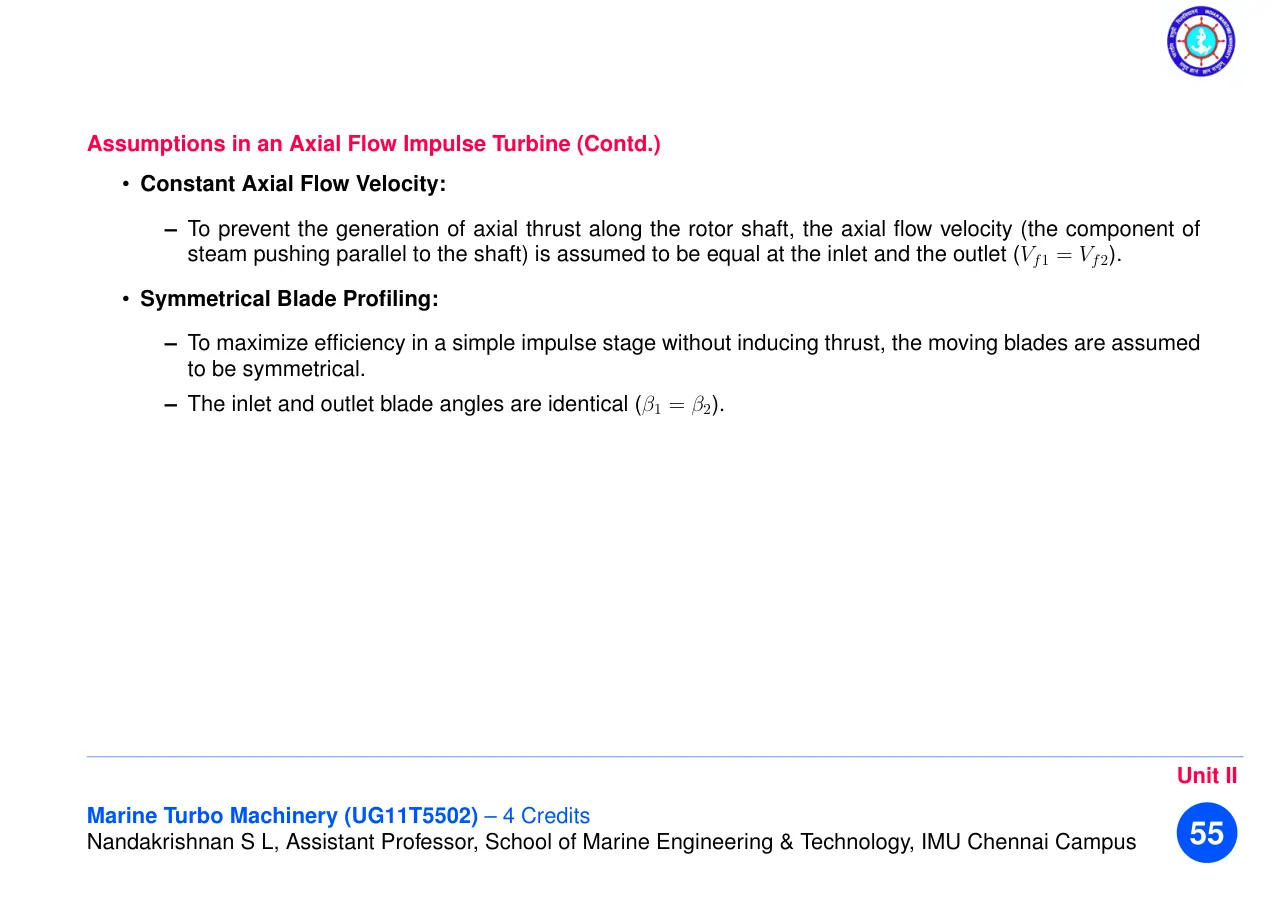 Assumptions in an Axial Flow Impulse Turbine (Contd.)
• Constant Axial Flow Velocity:
– To prevent the generation of axial thrust along the rotor shaft, the axial flow velocity (the component of
steam pushing parallel to the shaft) is assumed to be equal at the inlet and the outlet (V_{f1} = V_{f2}).
• Symmetrical Blade Profiling:
– To maximize efficiency in a simple impulse stage without inducing thrust, the moving blades are assumed
to be symmetrical.
– The inlet and outlet blade angles are identical (β₁ = β₂).
Unit II
Marine Turbo Machinery (UG11T5502) – 4 Credits
Nandakrishnan S L, Assistant Professor, School of Marine Engineering & Technology, IMU Chennai Campus
55